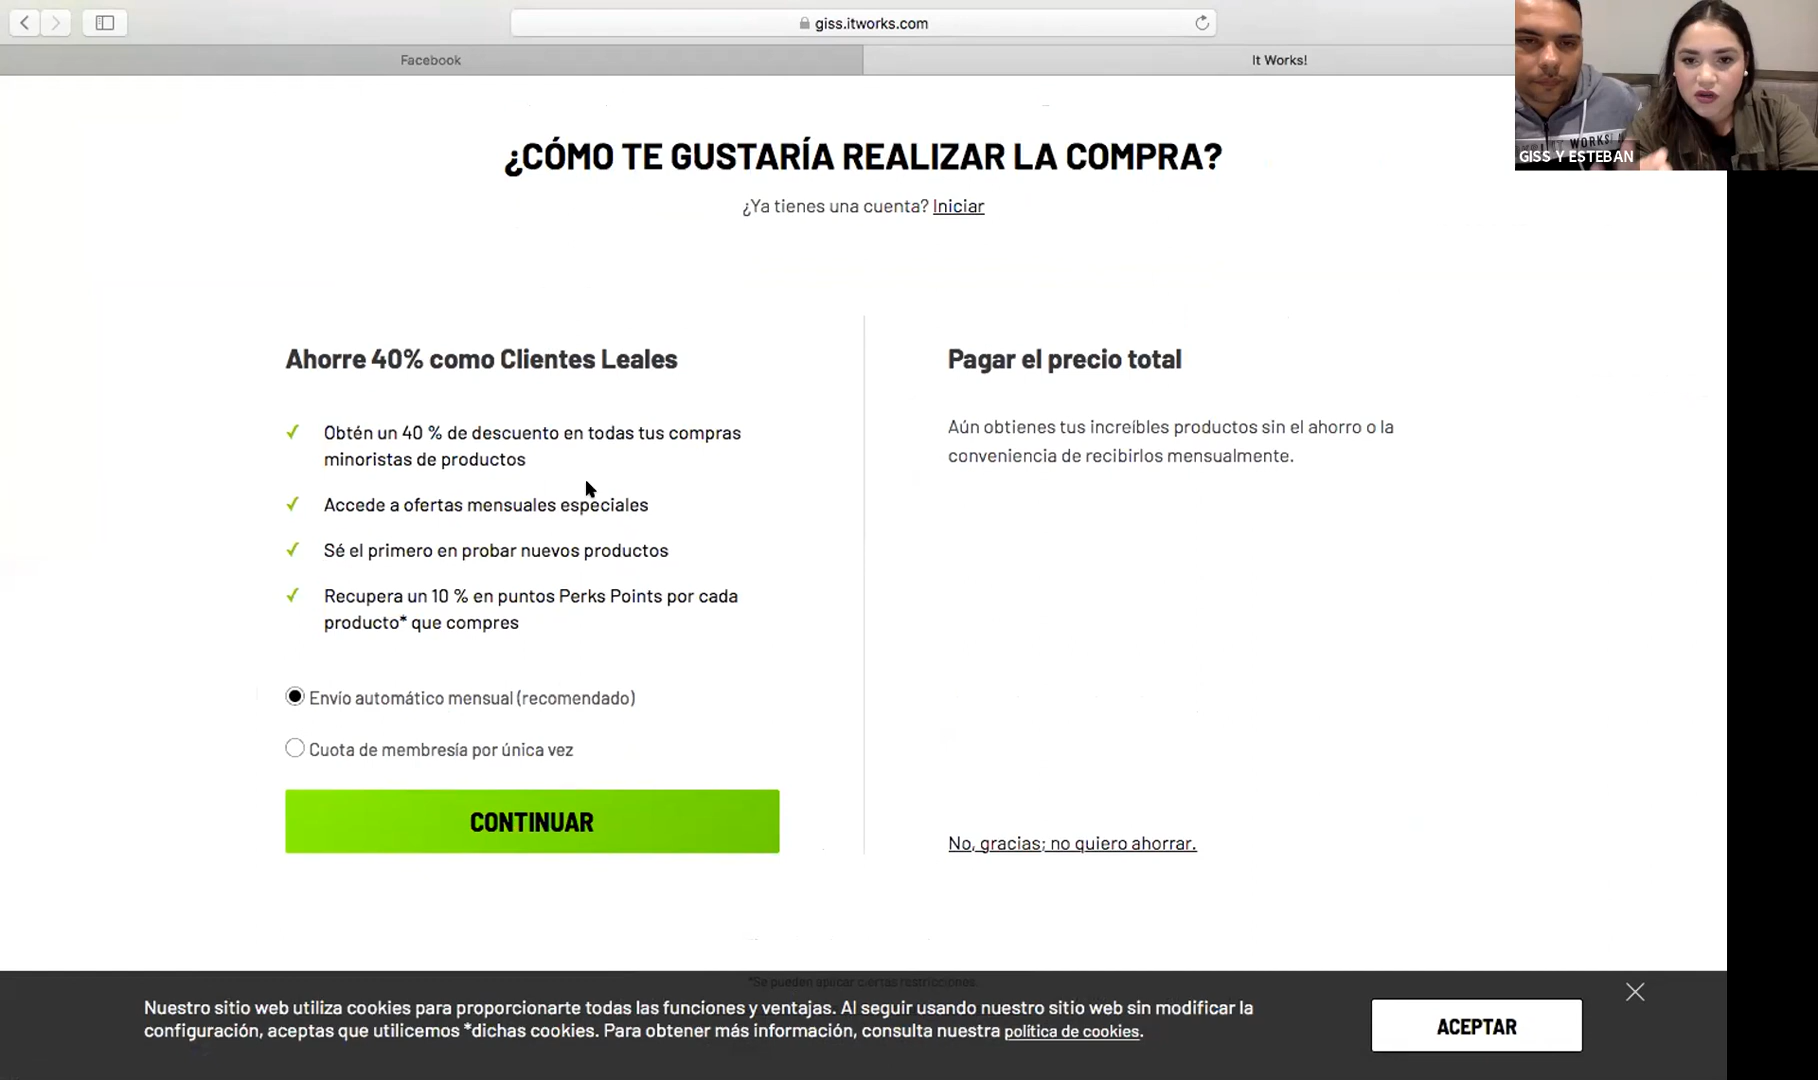 giss.itworks.com
Facebook
It Works!
WORKS!
GISS Y ESTEBAN
¿CÓMO TE GUSTARÍA REALIZAR LA COMPRA?
¿Ya tienes una cuenta? Iniciar
Ahorre 40% como Clientes Leales
✓ Obtén un 40 % de descuento en todas tus compras
minoristas de productos
✓ Accede a ofertas mensuales especiales
✓ Sé el primero en probar nuevos productos
✓ Recupera un 10 % en puntos Perks Points por cada
producto* que compres
Envío automático mensual (recomendado)
Cuota de membresía por única vez
CONTINUAR
Pagar el precio total
Aún obtienes tus increíbles productos sin el ahorro o la
conveniencia de recibirlos mensualmente.
No, gracias; no quiero ahorrar.
*Se pueden aplicar ciertas restricciones.
Nuestro sitio web utiliza cookies para proporcionarte todas las funciones y ventajas. Al seguir usando nuestro sitio web sin modificar la
configuración, aceptas que utilicemos *dichas cookies. Para obtener más información, consulta nuestra política de cookies.
ACEPTAR